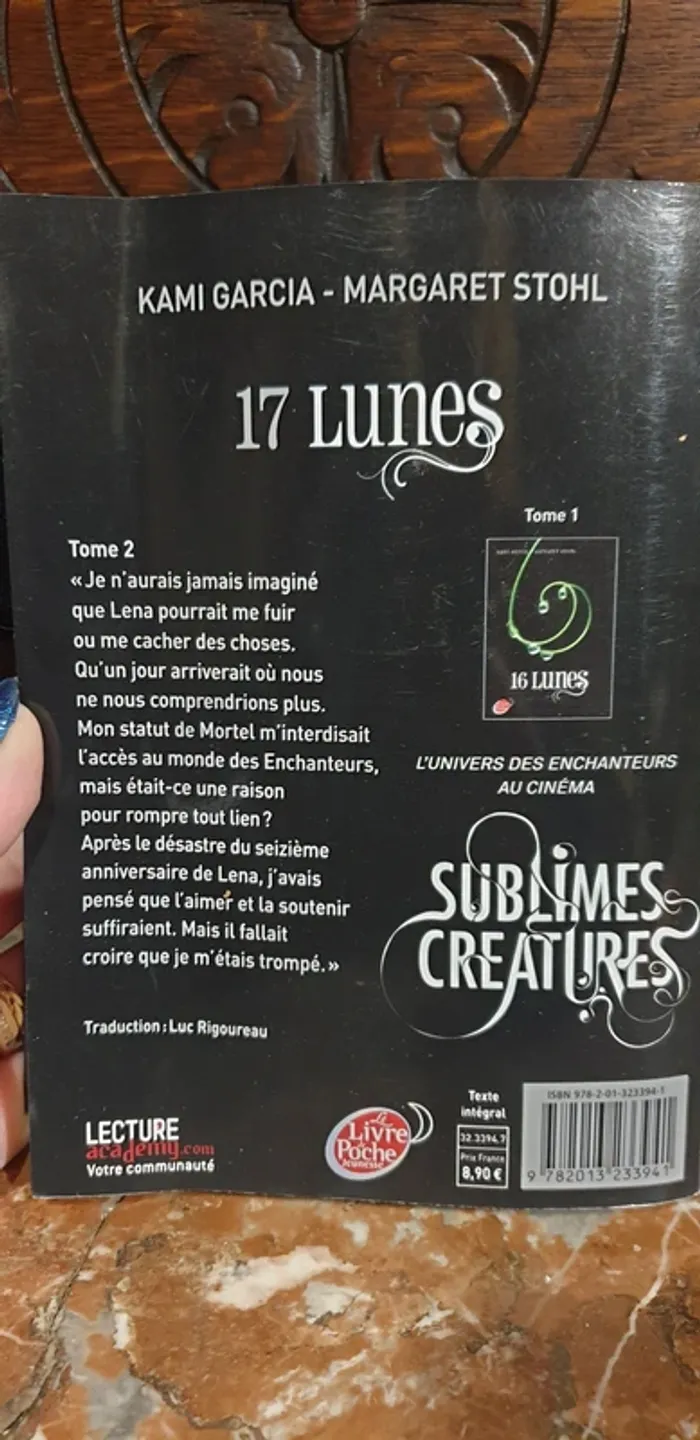 KAMI GARCIA - MARGARET STOHL
17 LUNES
Tome 2
«Je n'aurais jamais imaginé
que Lena pourrait me fuir
ou me cacher des choses.
Qu'un jour arriverait où nous
ne nous comprendrions plus.
Mon statut de Mortel m'interdisait
l'accès au monde des Enchanteurs,
mais était-ce une raison
pour rompre tout lien ?
Après le désastre du seizième
anniversaire de Lena, j'avais
pensé que l'aimer et la soutenir
suffiraient. Mais il fallait
croire que je m'étais trompé.»
Traduction : Luc Rigoureau
Tome 1
16 LUNES
L'UNIVERS DES ENCHANTEURS
AU CINÉMA
SUBLIMES
CREATURES
LECTURE
academy.com
Votre communauté
Le
Livre
Poche
Jeunesse
Texte
intégral
32.3394.7
Prix France
8,90 €
ISBN 978-2-01-323394-1
9 782013 233941